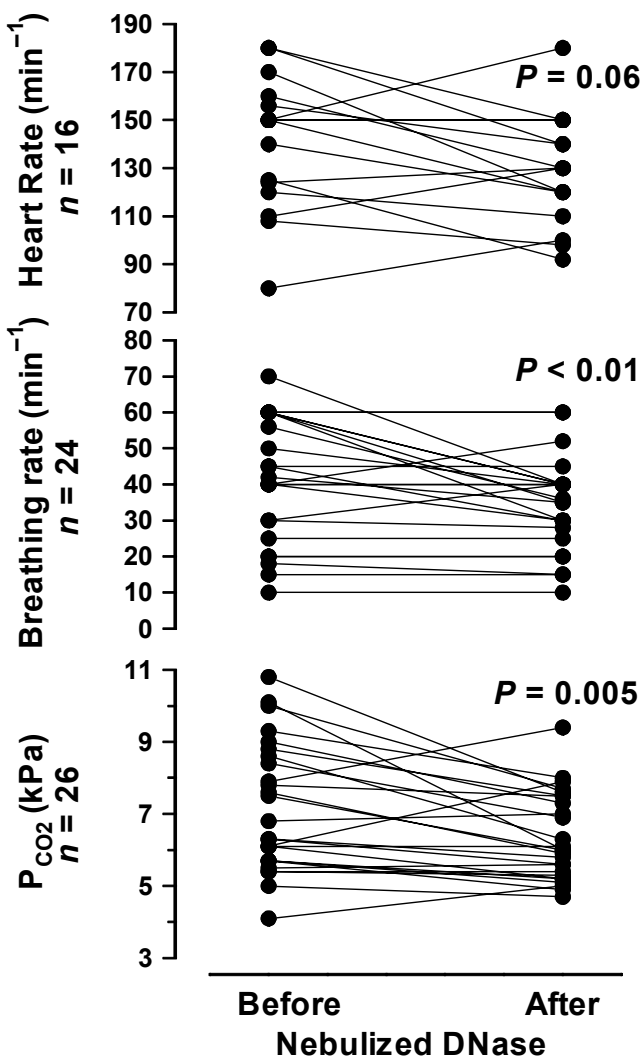 Heart Rate (min⁻¹)
n = 16
190
170
150
130
110
90
70
P = 0.06
Breathing rate (min⁻¹)
n = 24
80
70
60
50
40
30
20
10
0
P < 0.01
P_CO2 (kPa)
n = 26
11
9
7
5
3
P = 0.005
Before After
Nebulized DNase